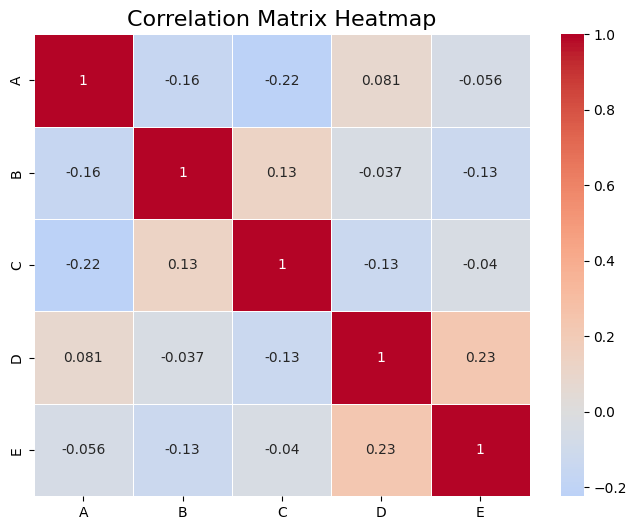 Correlation Matrix Heatmap
A 1 -0.16 -0.22 0.081 -0.056
B -0.16 1 0.13 -0.037 -0.13
C -0.22 0.13 1 -0.13 -0.04
D 0.081 -0.037 -0.13 1 0.23
E -0.056 -0.13 -0.04 0.23 1
A B C D E
1.0
0.8
0.6
0.4
0.2
0.0
−0.2